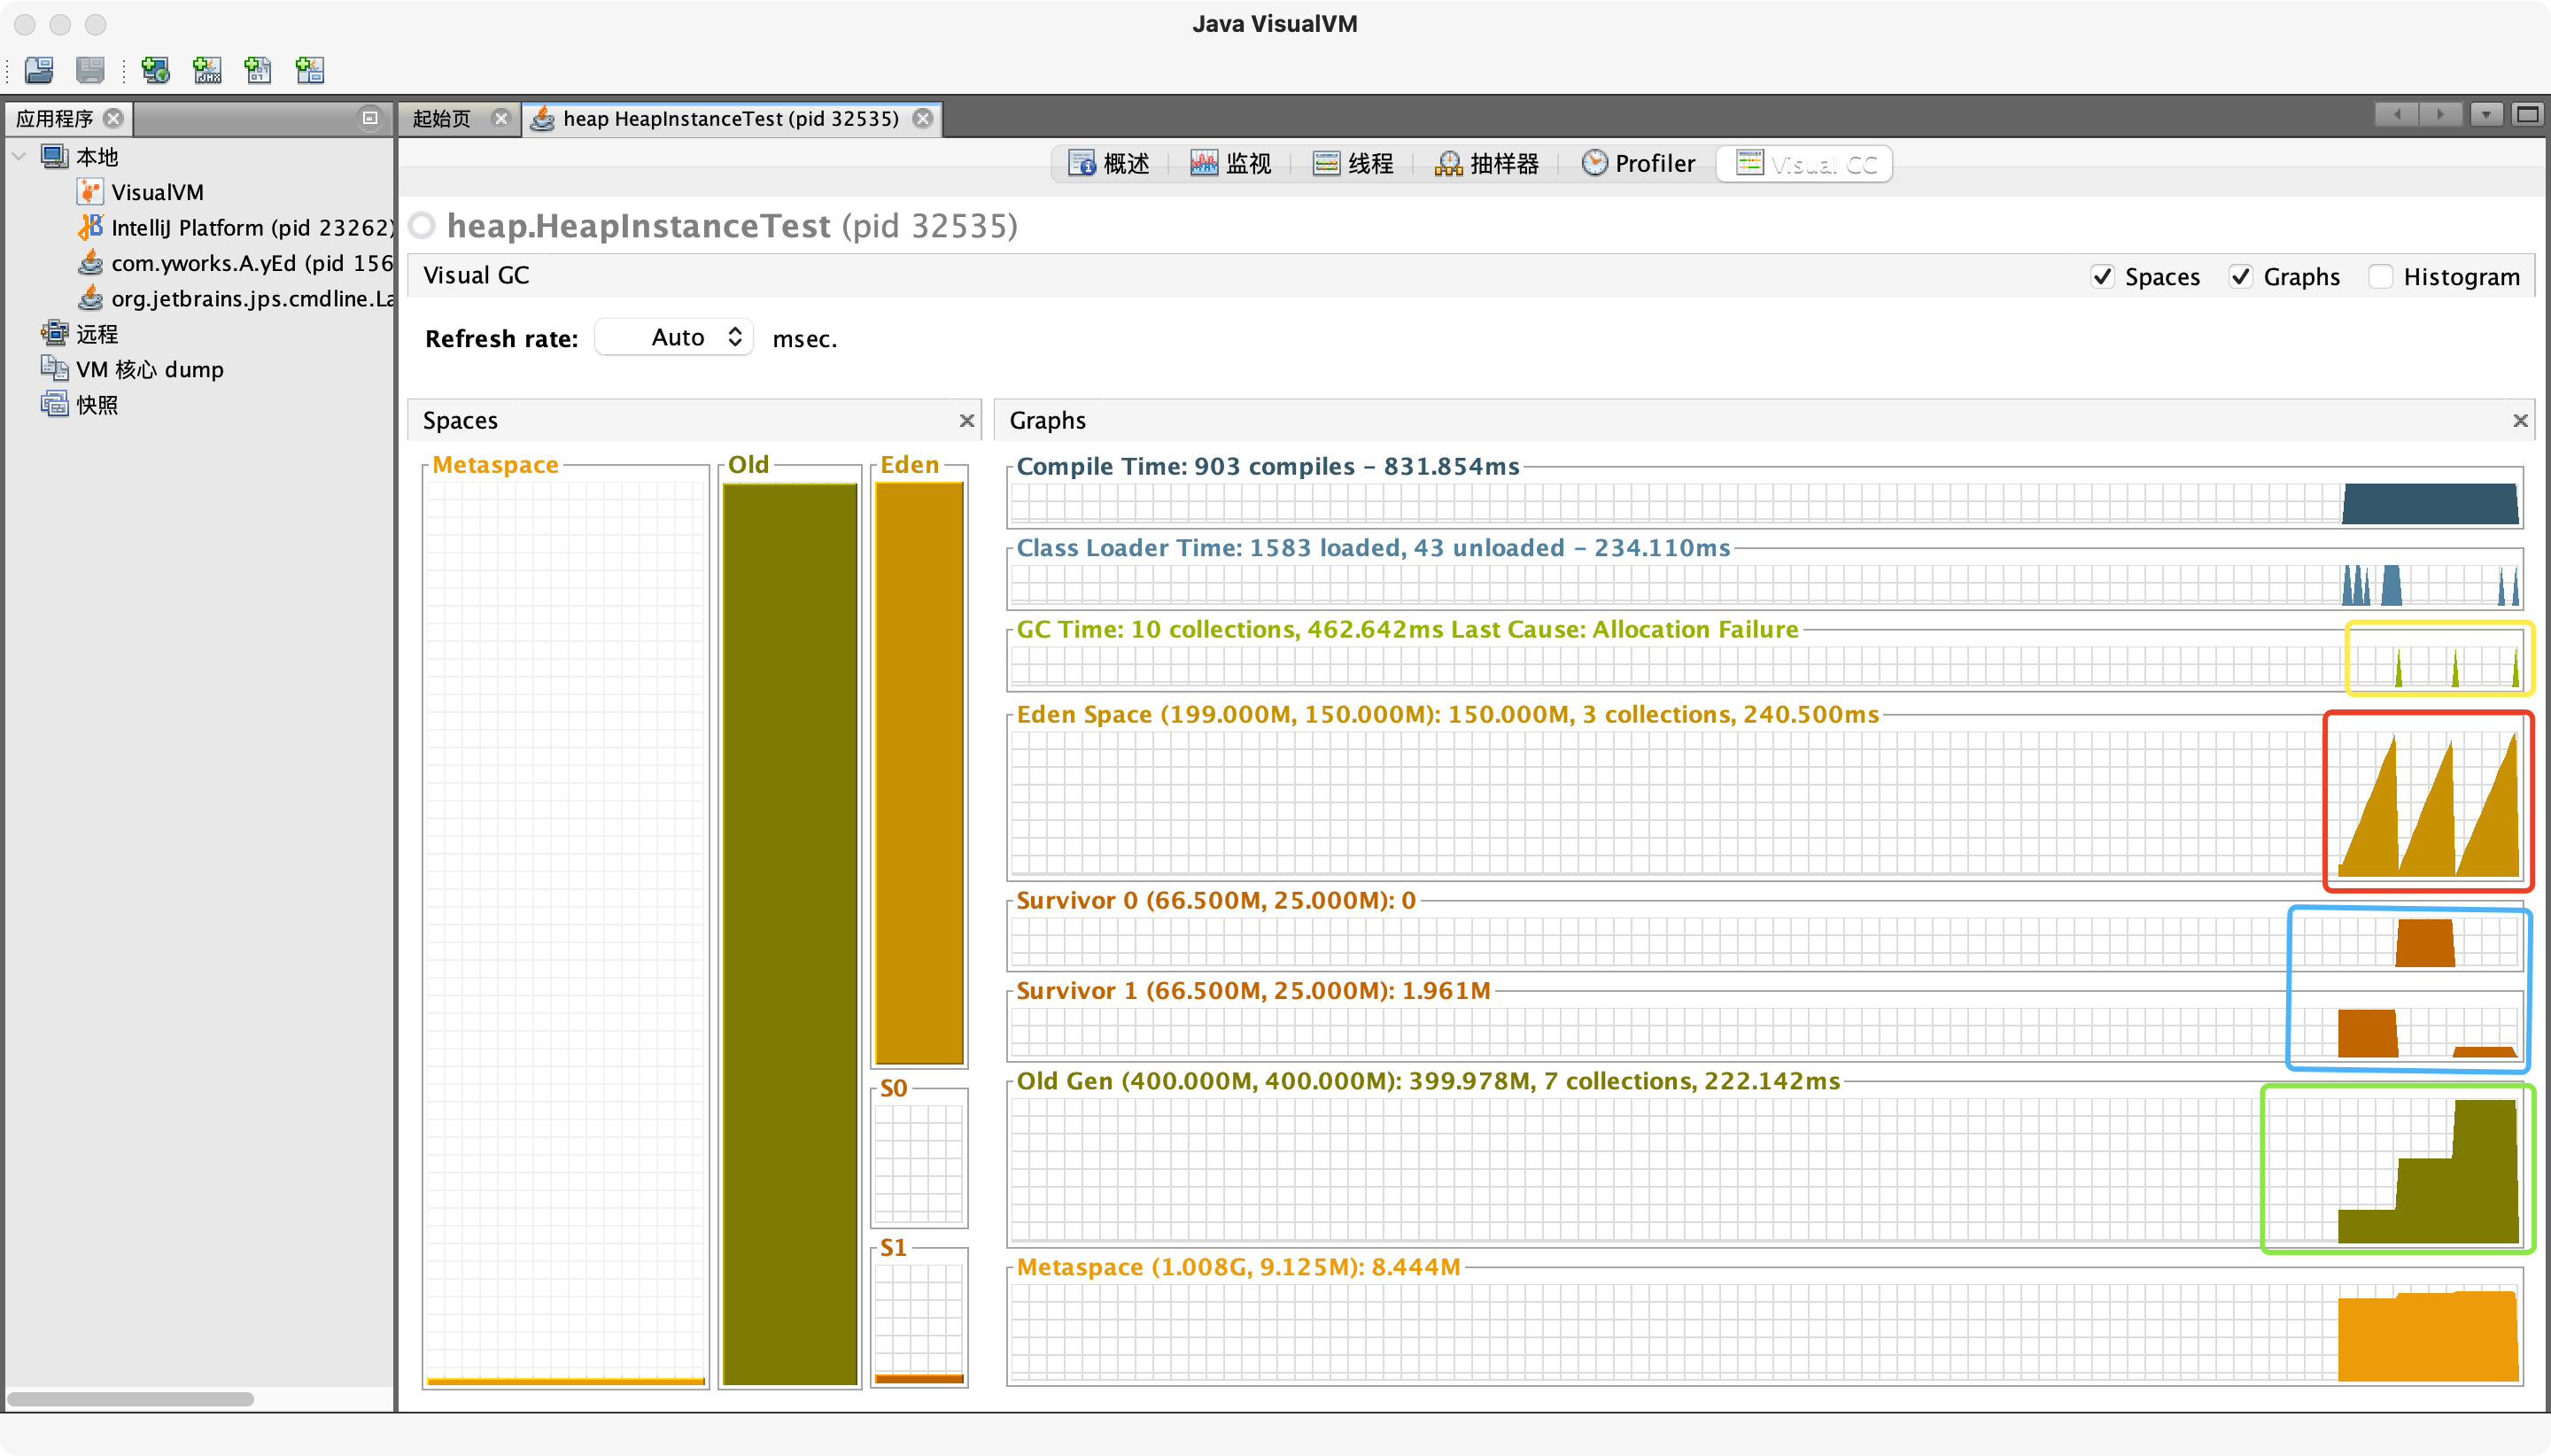 Java VisualVM
应用程序
起始页
heap HeapInstanceTest (pid 32535)
本地
VisualVM
IntelliJ Platform (pid 23262)
com.yworks.A.yEd (pid 156
org.jetbrains.jps.cmdline.La
远程
VM 核心 dump
快照
概述
监视
线程
抽样器
Profiler
Visual GC
heap.HeapInstanceTest (pid 32535)
Visual GC
Spaces
Graphs
Histogram
Refresh rate: Auto msec.
Spaces
Metaspace
Old
Eden
S0
S1
Graphs
Compile Time: 903 compiles - 831.854ms
Class Loader Time: 1583 loaded, 43 unloaded - 234.110ms
GC Time: 10 collections, 462.642ms Last Cause: Allocation Failure
Eden Space (199.000M, 150.000M): 150.000M, 3 collections, 240.500ms
Survivor 0 (66.500M, 25.000M): 0
Survivor 1 (66.500M, 25.000M): 1.961M
Old Gen (400.000M, 400.000M): 399.978M, 7 collections, 222.142ms
Metaspace (1.008G, 9.125M): 8.444M